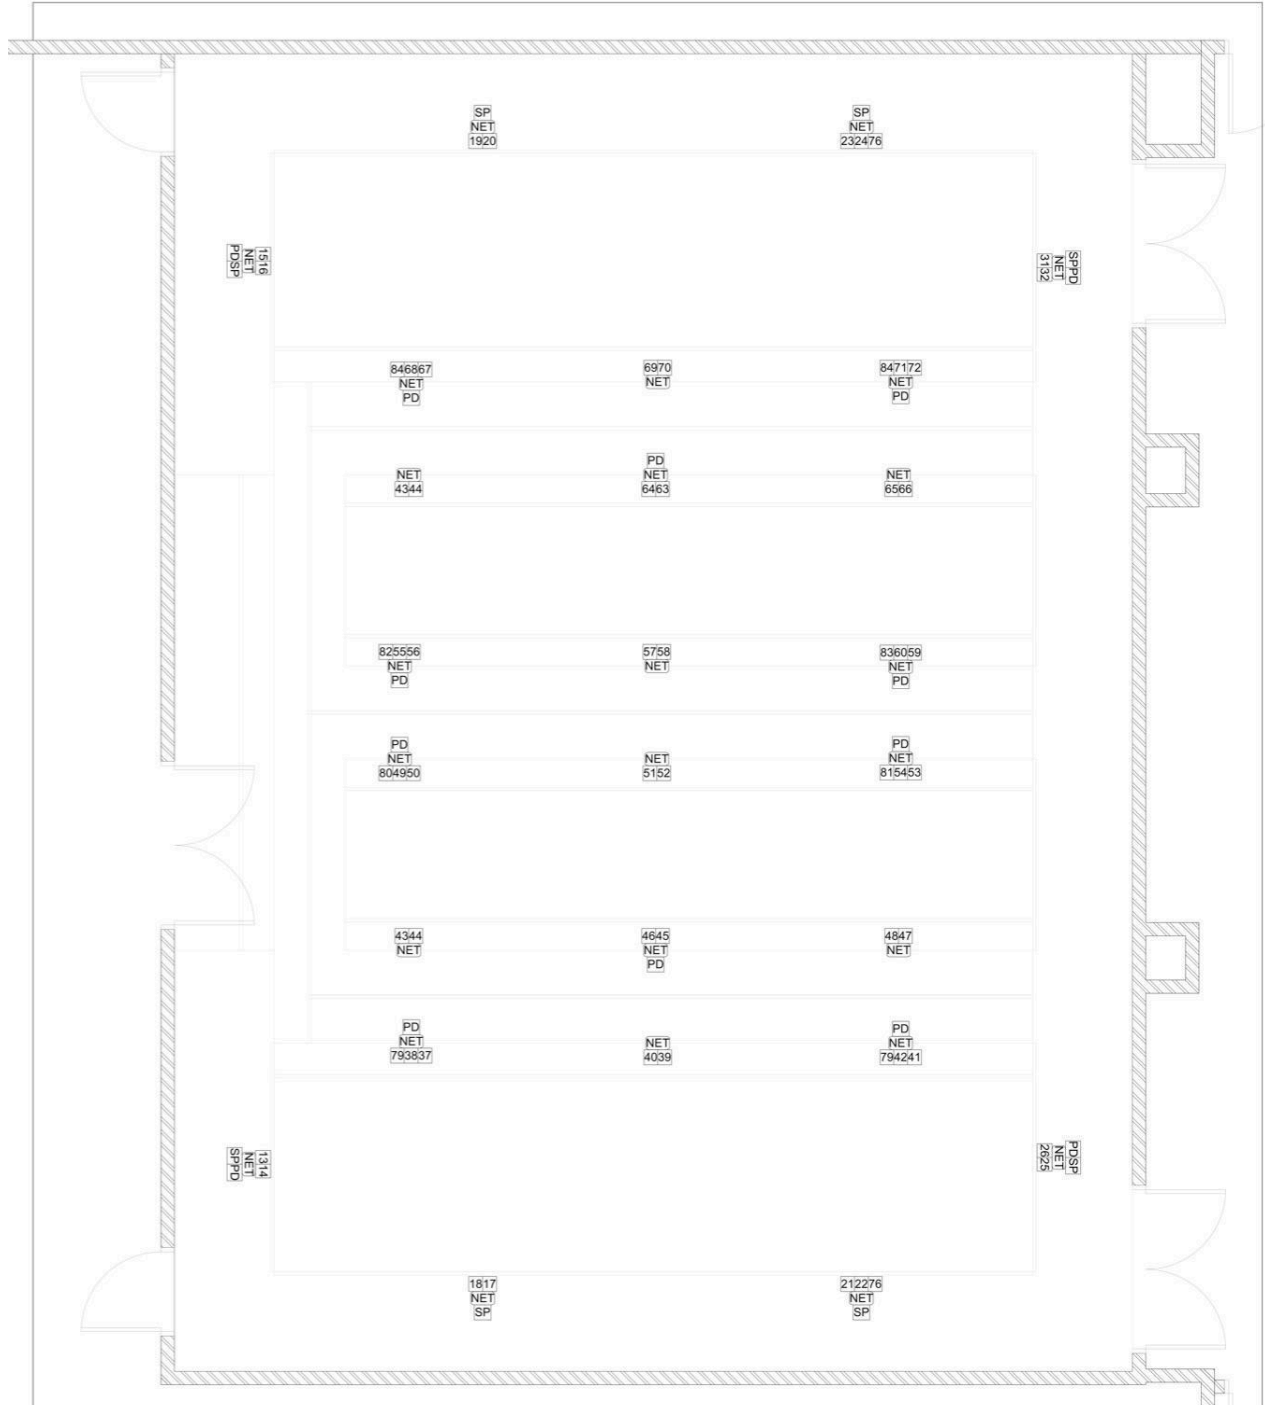 SP
NET
1920
SP
NET
232476
1516
NET
PDSP
SPPD
NET
3132
846867
NET
PD
6970
NET
847172
NET
PD
NET
4344
PD
NET
6463
NET
6566
825556
NET
PD
5758
NET
836059
NET
PD
PD
NET
804950
NET
5152
PD
NET
815453
4344
NET
4645
NET
PD
4847
NET
PD
NET
793837
NET
4039
PD
NET
794241
1314
NET
SPPD
PDSP
NET
2625
1817
NET
SP
212276
NET
SP